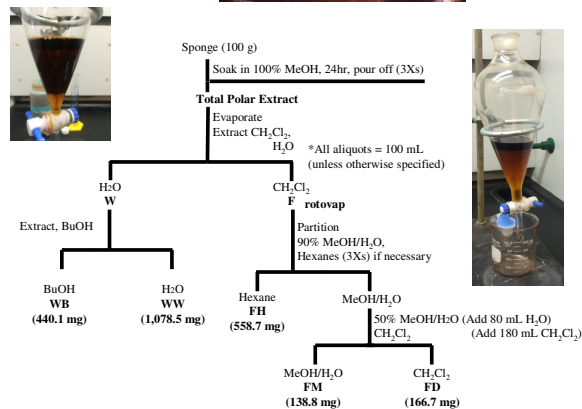 Sponge (100 g)
Soak in 100% MeOH, 24hr, pour off (3Xs)
Total Polar Extract
Evaporate
Extract CH₂Cl₂,
H₂O
*All aliquots = 100 mL
(unless otherwise specified)
H2O
W
CH₂Cl₂
F rotovap
Extract, BuOH
Partition
90% MeOH/H₂O,
Hexanes (3Xs) if necessary
BuOH
WB
(440.1 mg)
H2O
WW
(1,078.5 mg)
Hexane
FH
(558.7 mg)
MeOH/H₂O
50% MeOH/H2O (Add 80 mL H₂O)
CH₂Cl₂ (Add 180 mL CH₂Cl₂)
MeOH/H₂O
FM
(138.8 mg)
CH₂Cl₂
FD
(166.7 mg)